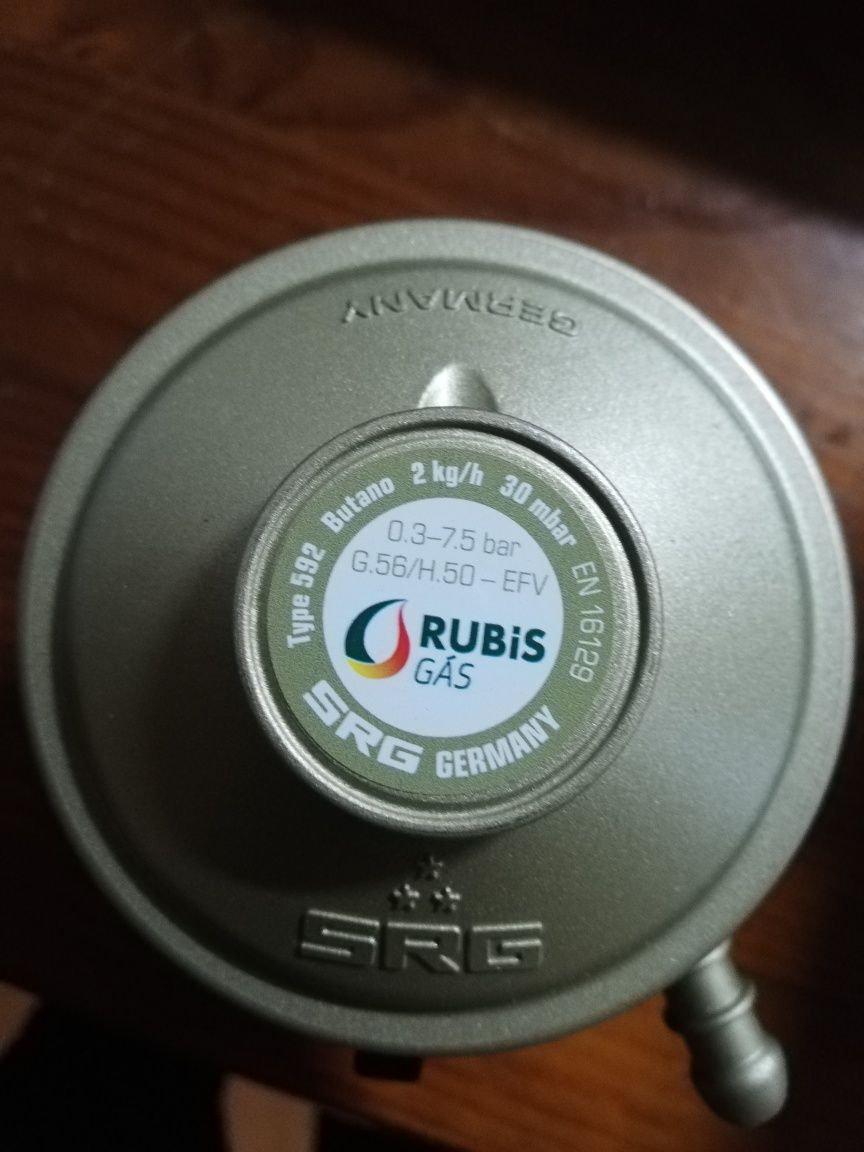 GERMANY
Type 592 Butano 2 kg/h 30 mbar EN 16129
0.3–7.5 bar
G.56/H.50 – EFV
RUBiS
GÁS
SRG GERMANY
SRG